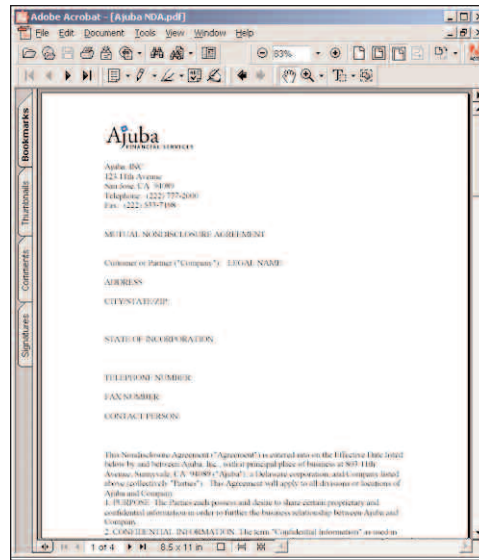 Adobe Acrobat - [Ajuba NDA.pdf]
File Edit Document Tools View Window Help
83%
Bookmarks
Thumbnails
Comments
Signatures
Ajuba
FINANCIAL SERVICES
Ajuba, INC
123 11th Avenue
San Jose, CA 94089
Telephone: (222) 777-2000
Fax: (222) 533-7198
MUTUAL NONDISCLOSURE AGREEMENT
Customer or Partner ("Company"): LEGAL NAME:
ADDRESS
CITY/STATE/ZIP:
STATE OF INCORPORATION
TELEPHONE NUMBER:
FAX NUMBER:
CONTACT PERSON:
This Nondisclosure Agreement ("Agreement") is entered into on the Effective Date listed
below by and between Ajuba, Inc., with it principal place of business at 803 11th
Avenue, Sunnyvale, CA 94089 ("Ajuba"), a Delaware corporation, and Company listed
above (collectively "Parties"). This Agreement will apply to all divisions or locations of
Ajuba and Company.
1. PURPOSE. The Parties each possess and desire to share certain proprietary and
confidential information in order to further the business relationship between Ajuba and
Company.
2. CONFIDENTIAL INFORMATION. The term "Confidential Information" as used in
1 of 4
8.5 x 11 in